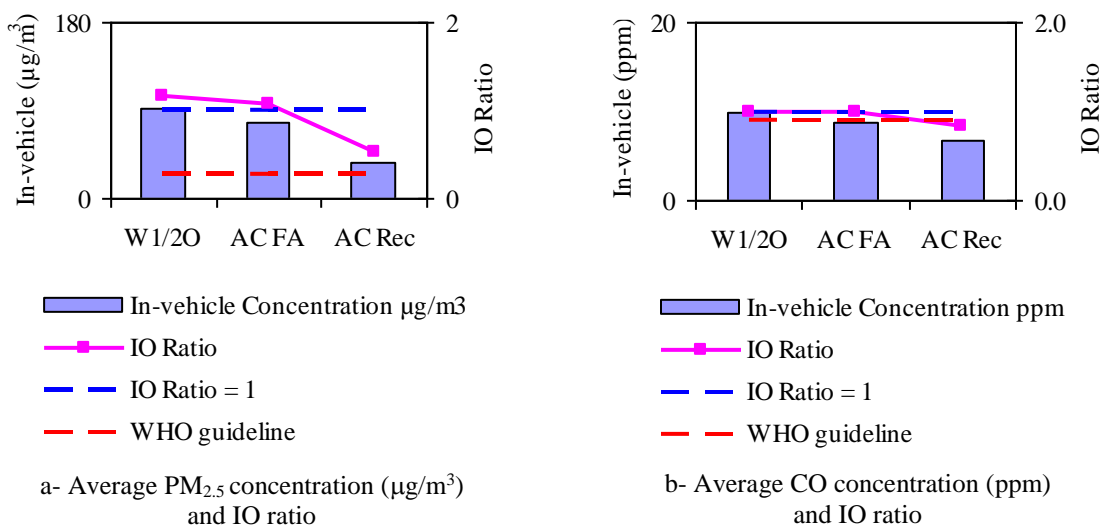 In-vehicle (µg/m³)
180
0
2
0
IO Ratio
W1/2O AC FA AC Rec
In-vehicle Concentration µg/m3
IO Ratio
IO Ratio = 1
WHO guideline
a- Average PM₂.₅ concentration (µg/m³)
and IO ratio
In-vehicle (ppm)
20
0
2.0
0.0
IO Ratio
W1/2O AC FA AC Rec
In-vehicle Concentration ppm
IO Ratio
IO Ratio = 1
WHO guideline
b- Average CO concentration (ppm)
and IO ratio